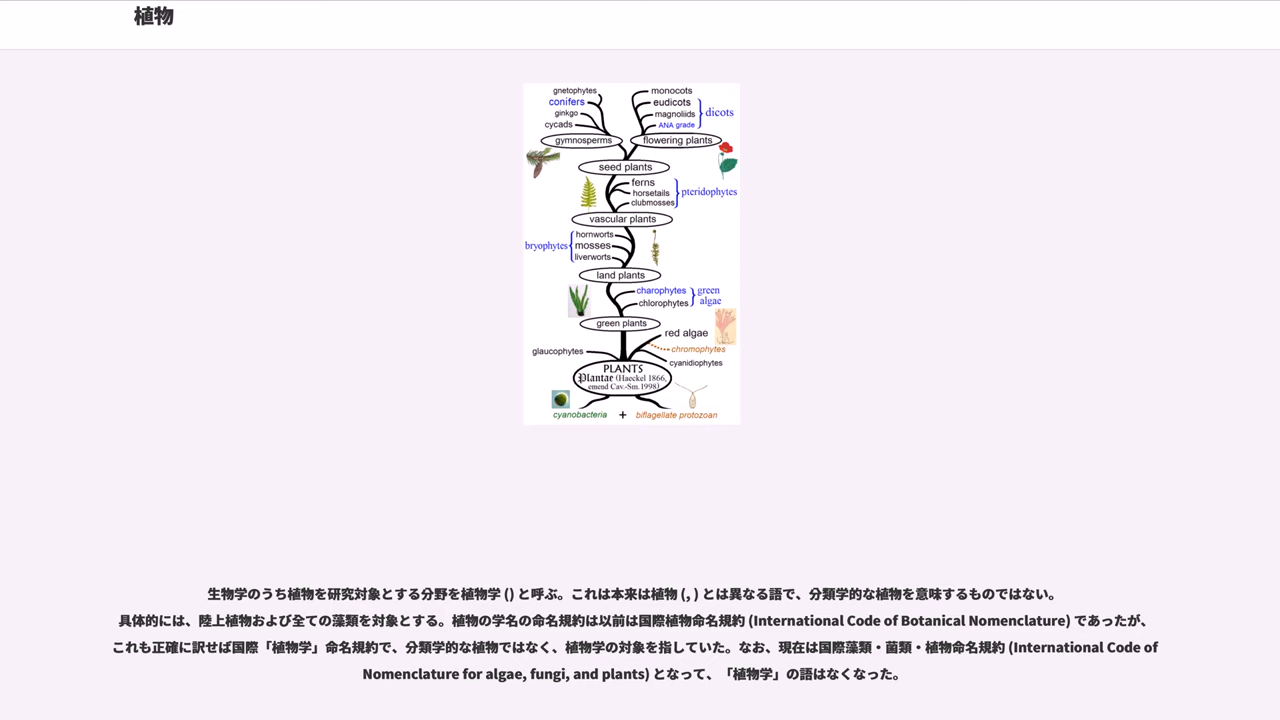 植物
gnetophytes
monocots
conifers
eudicots
ginkgo
magnoliids
dicots
cycads
ANA grade
gymnosperms
flowering plants
seed plants
ferns
horsetails
pteridophytes
clubmosses
vascular plants
hornworts
bryophytes
mosses
liverworts
land plants
charophytes
green
chlorophytes
algae
green plants
red algae
glaucophytes
chromophytes
cyanidiophytes
PLANTS
Plantae (Haeckel 1866,
emend Cav.-Sm. 1998)
cyanobacteria + biflagellate protozoan
生物学のうち植物を研究対象とする分野を植物学 () と呼ぶ。これは本来は植物 (, ) とは異なる語で、分類学的な植物を意味するものではない。
具体的には、陸上植物および全ての藻類を対象とする。植物の学名の命名規約は以前は国際植物命名規約 (International Code of Botanical Nomenclature) であったが、
これも正確に訳せば国際「植物学」命名規約で、分類学的な植物ではなく、植物学の対象を指していた。なお、現在は国際藻類・菌類・植物命名規約 (International Code of
Nomenclature for algae, fungi, and plants) となって、「植物学」の語はなくなった。